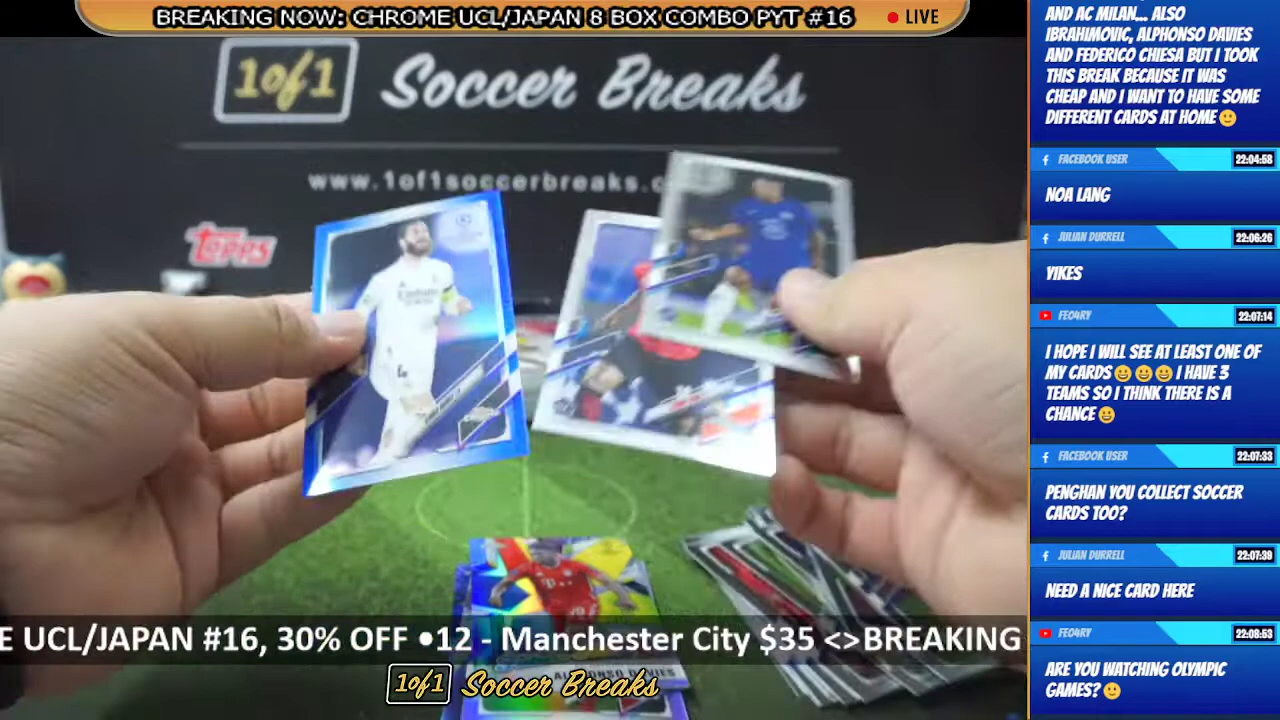 BREAKING NOW: CHROME UCL/JAPAN 8 BOX COMBO PYT #16
LIVE
1of1 Soccer Breaks
www.1of1soccerbreaks.c
Topps
E UCL/JAPAN #16, 30% OFF •12 - Manchester City $35 <>BREAKING
ALPHONSO DAVIES
1of1 Soccer Breaks
AND AC MILAN... ALSO
IBRAHIMOVIC, ALPHONSO DAVIES
AND FEDERICO CHIESA BUT I TOOK
THIS BREAK BECAUSE IT WAS
CHEAP AND I WANT TO HAVE SOME
DIFFERENT CARDS AT HOME 🙂
FACEBOOK USER 22:04:58
NOA LANG
JULIAN DURRELL 22:06:26
YIKES
FEO4RY 22:07:14
I HOPE I WILL SEE AT LEAST ONE OF
MY CARDS 😀😀😀 I HAVE 3
TEAMS SO I THINK THERE IS A
CHANCE 😀
FACEBOOK USER 22:07:33
PENGHAN YOU COLLECT SOCCER
CARDS TOO?
JULIAN DURRELL 22:07:39
NEED A NICE CARD HERE
FEO4RY 22:08:53
ARE YOU WATCHING OLYMPIC
GAMES? 🙂